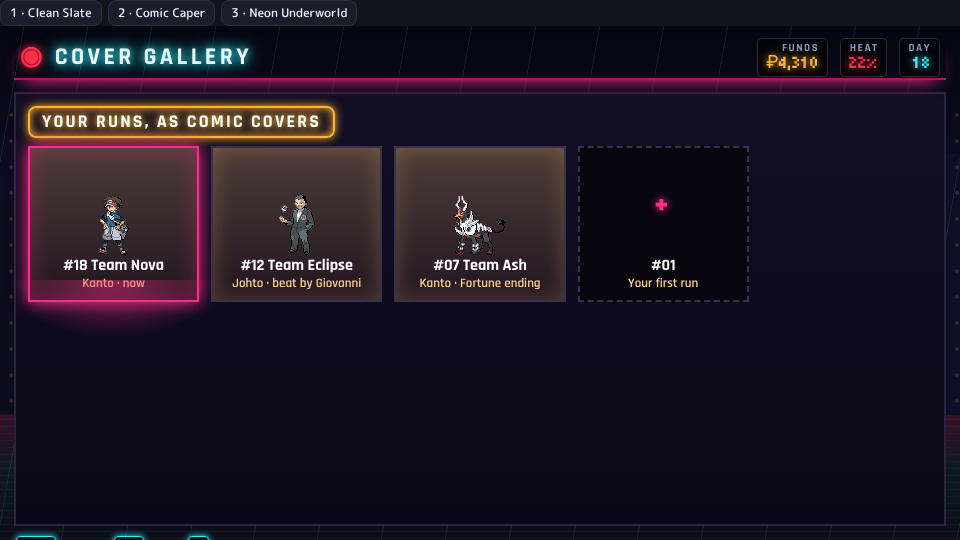 1 · Clean Slate
2 · Comic Caper
3 · Neon Underworld
COVER GALLERY
FUNDS
₽4,310
HEAT
22%
DAY
18
YOUR RUNS, AS COMIC COVERS
#18 Team Nova
Kanto · now
#12 Team Eclipse
Johto · beat by Giovanni
#07 Team Ash
Kanto · Fortune ending
+
#01
Your first run